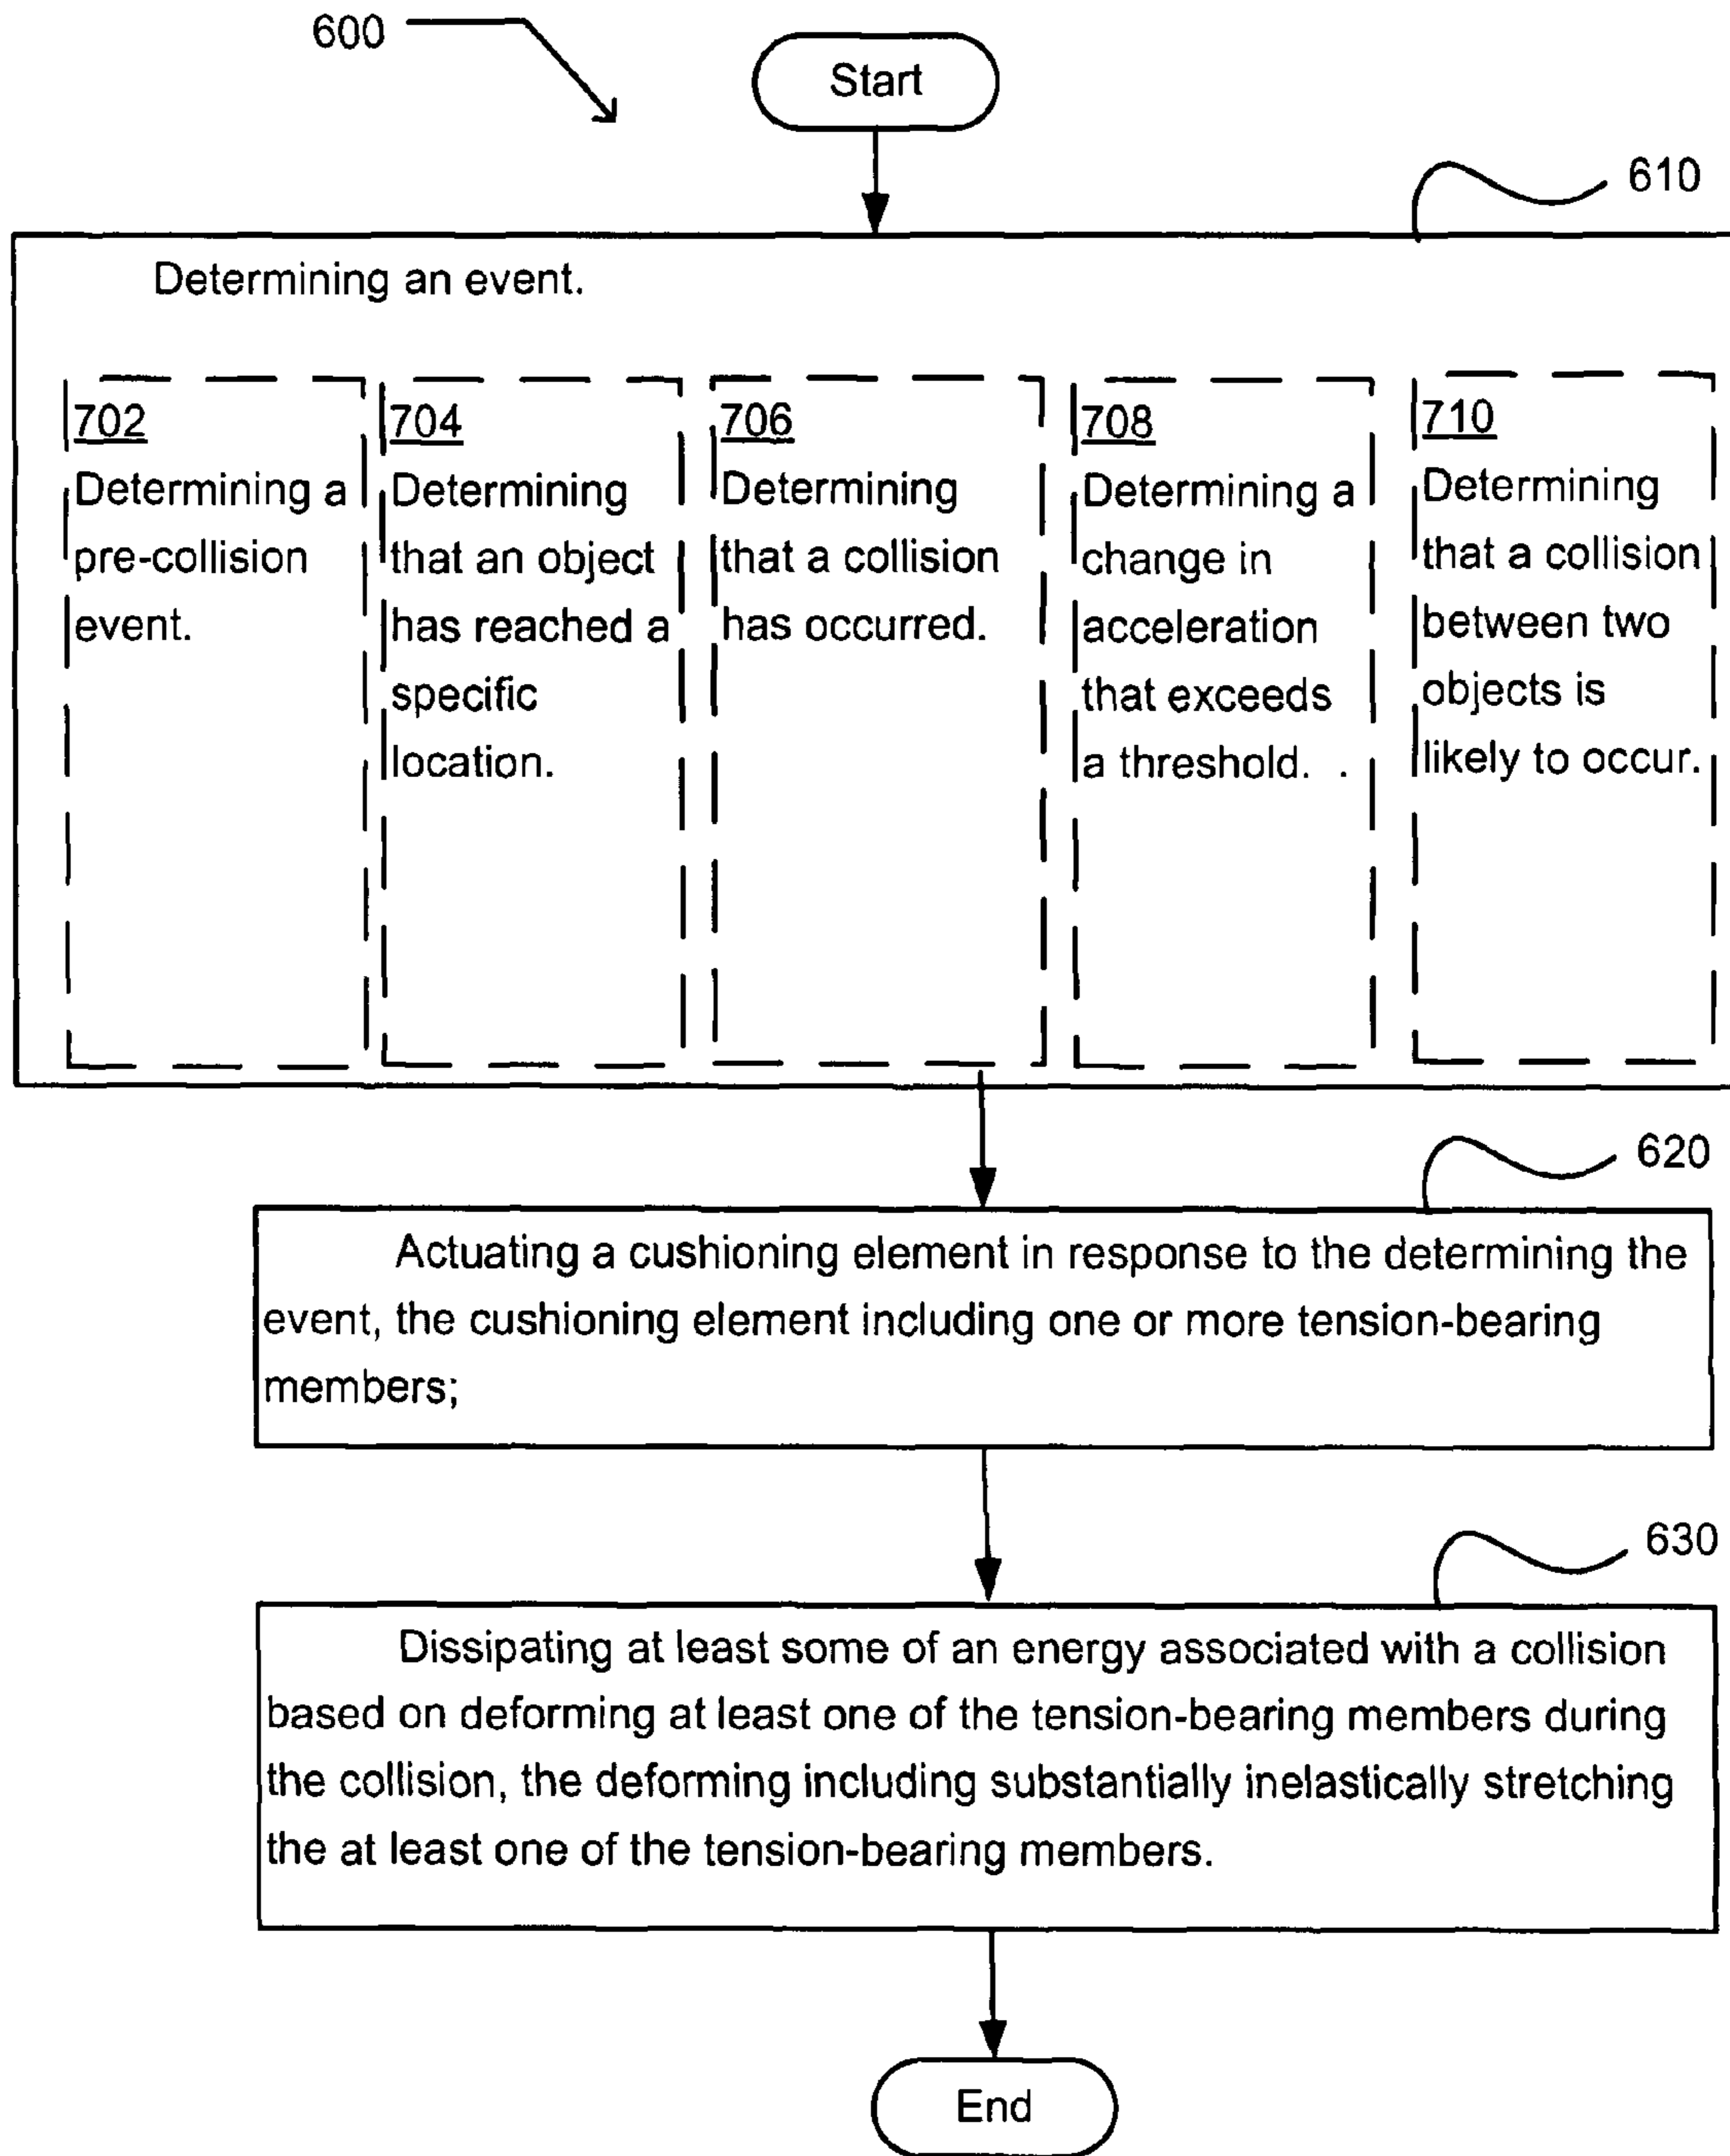 600
Start
610
Determining an event.
702
Determining a
pre-collision
event.
704
Determining
that an object
has reached a
specific
location.
706
Determining
that a collision
has occurred.
708
Determining a
change in
acceleration
that exceeds
a threshold. .
710
Determining
that a collision
between two
objects is
likely to occur.
620
Actuating a cushioning element in response to the determining the
event, the cushioning element including one or more tension-bearing
members;
630
Dissipating at least some of an energy associated with a collision
based on deforming at least one of the tension-bearing members during
the collision, the deforming including substantially inelastically stretching
the at least one of the tension-bearing members.
End